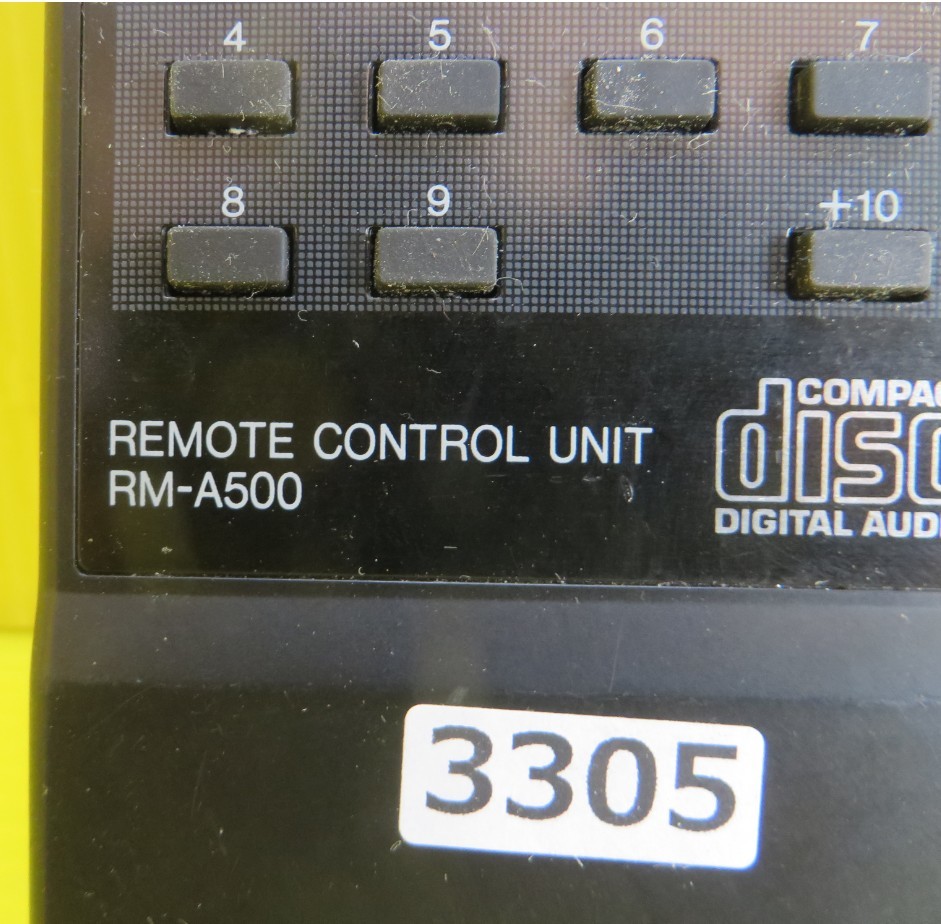 4 5 6 7
8 9 +10
REMOTE CONTROL UNIT
RM-A500
COMPAC
disc
DIGITAL AUD
3305